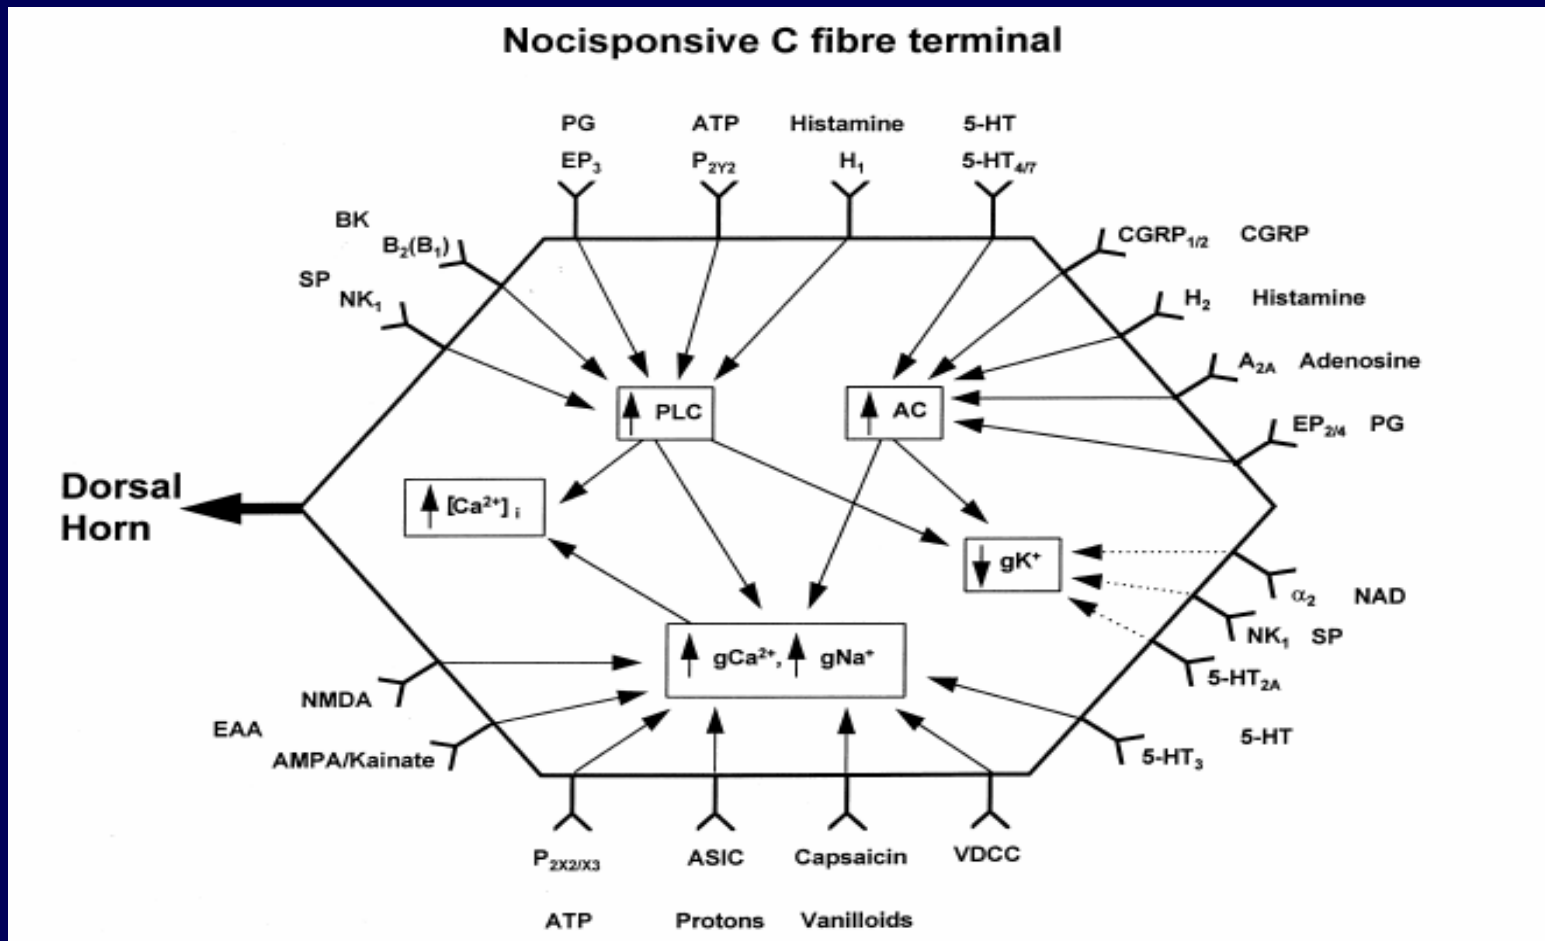 Nocisponsive C fibre terminal
PG ATP Histamine 5-HT
EP3 P2Y2 H1 5-HT4/7
BK
B2(B1)
CGRP1/2 CGRP
SP
NK1
H2 Histamine
A2A Adenosine
↑ PLC
↑ AC
EP2/4 PG
Dorsal
Horn
↑ [Ca2+] i
↓ gK+
α2 NAD
NK1 SP
↑ gCa2+, ↑ gNa+
5-HT2A
NMDA
EAA
5-HT
AMPA/Kainate
5-HT3
P2X2/X3 ASIC Capsaicin VDCC
ATP Protons Vanilloids